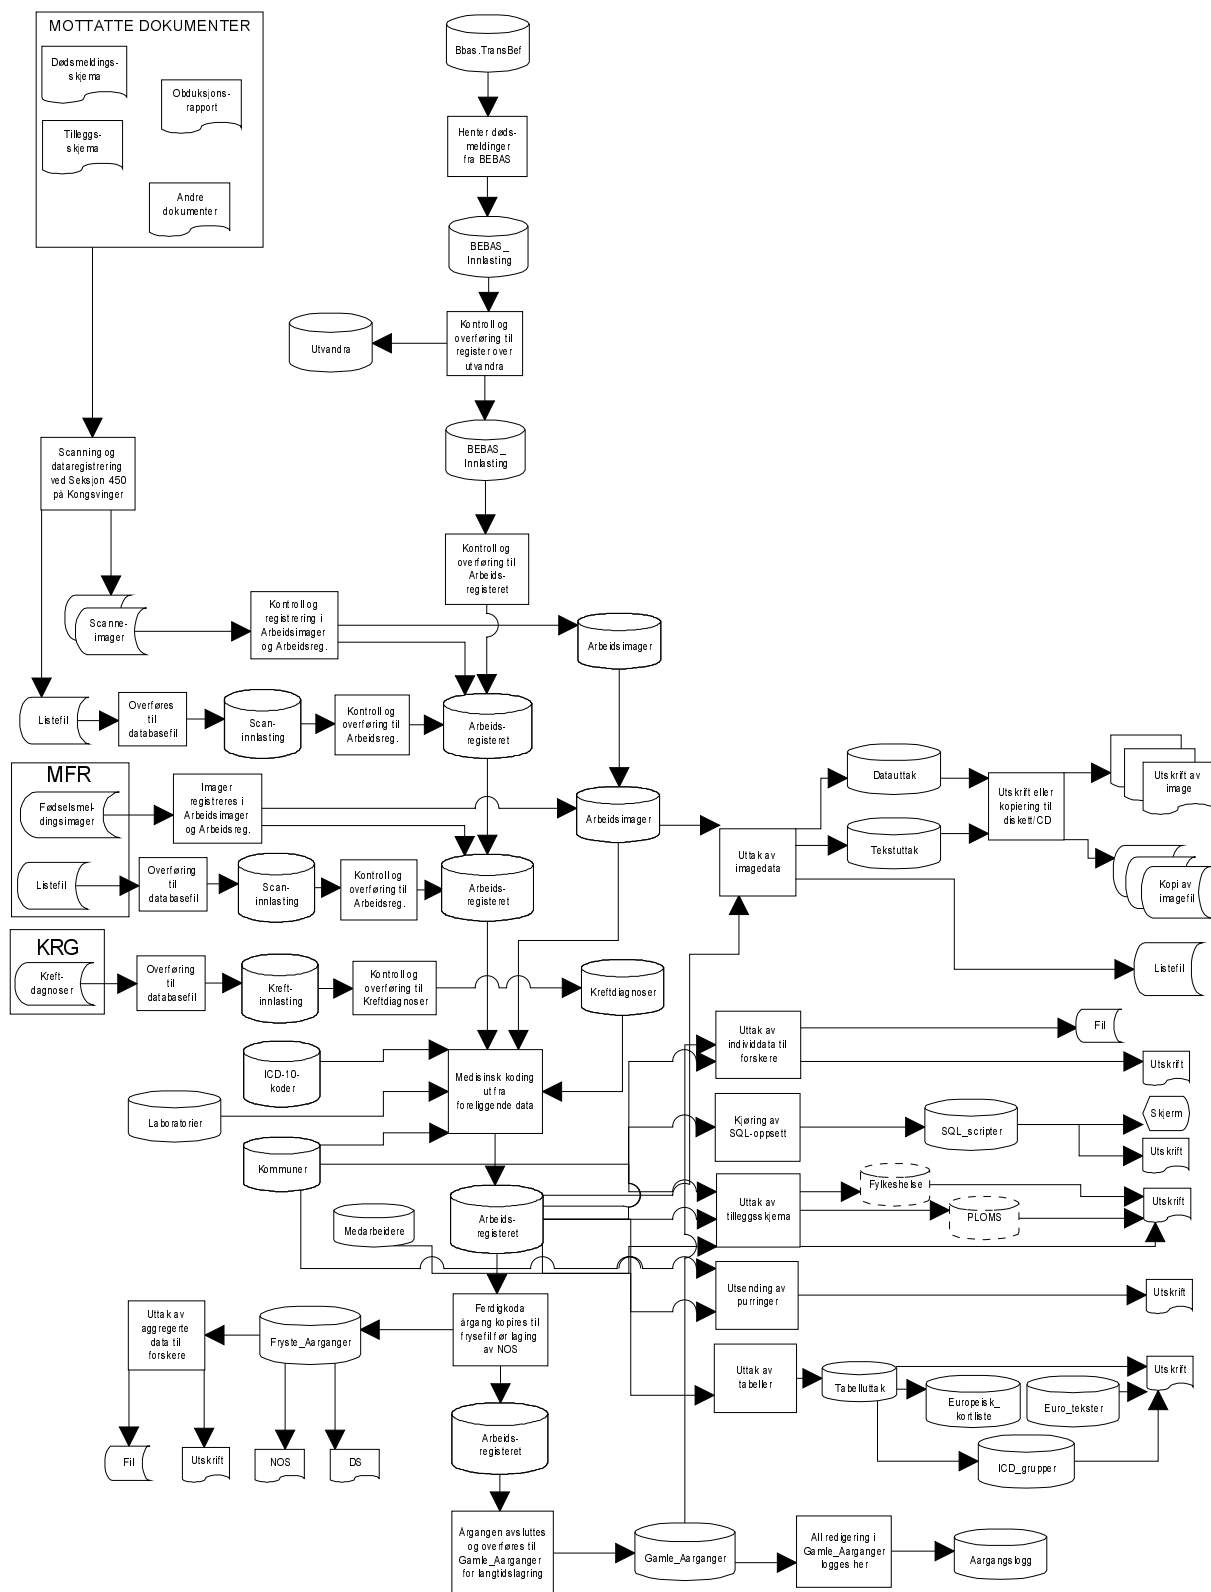 MOTTATTE DOKUMENTER
Dødsmeldings-
skjema
Obduksjons-
rapport
Tilleggs-
skjema
Andre
dokumenter
Bbas.TransBef
Henter døds-
meldinger
fra BEBAS
BEBAS_
Innlasting
Utvandra
Kontroll og
overføring til
register over
utvandra
BEBAS_
Innlasting
Scanning og
dataregistrering
ved Seksjon 450
på Kongsvinger
Kontroll og
overføring til
Arbeids-
registeret
Scanne-
imager
Kontroll og
registrering i
Arbeidsimager
og Arbeidsreg.
Arbeidsimager
Listefil
Overføres
til
databasefil
Scan-
innlasting
Kontroll og
overføring til
Arbeidsreg.
Arbeids-
registeret
MFR
Fødselsmel-
dingsimager
Imager
registreres i
Arbeidsimager
og Arbeidsreg.
Arbeidsimager
Listefil
Overføring
til
databasefil
Scan-
innlasting
Kontroll og
overføring til
Arbeidsreg.
Arbeids-
registeret
Uttak av
imagedata
Datauttak
Tekstuttak
Utskrift eller
kopiering til
diskett/CD
Utskrift av
image
Kopi av
imagefil
Listefil
KRG
Kreft-
dagnoser
Overføring
til
databasefil
Kreft-
innlasting
Kontroll og
overføring til
Kreftdiagnoser
Kreftdiagnoser
ICD-10-
koder
Laboratorier
Kommuner
Medisinsk koding
ut fra
foreliggende data
Uttak av
individdata til
forskere
Fil
Utskrift
Kjøring av
SQL-oppsett
SQL_scripter
Skjerm
Utskrift
Medarbeidere
Arbeids-
registeret
Uttak av
tilleggsskjema
Fylkeshelse
PLOMS
Utskrift
Utsending av
purringer
Utskrift
Uttak av
aggregerte
data til
forskere
Fryste_Aarganger
Ferdigkoda
årgang kopires til
frysefil før laging
av NOS
Uttak av
tabeller
Tabelluttak
Europeisk_
kortliste
Euro_tekster
Utskrift
ICD_grupper
Fil
Utskrift
NOS
DS
Arbeids-
registeret
Årgangen avsluttes
og overføres til
Gamle_Aarganger
for langtidslagring
Gamle_Aarganger
All redigering i
Gamle_Aarganger
logges her
Aargangslogg